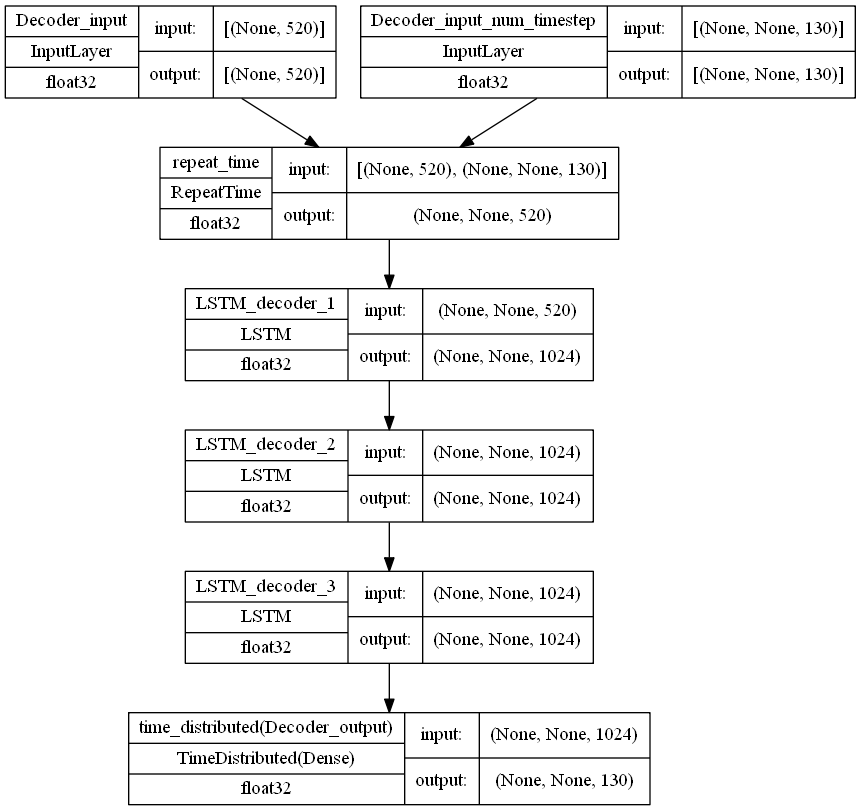 Decoder_input
InputLayer
float32
input:
[(None, 520)]
output:
[(None, 520)]
Decoder_input_num_timestep
InputLayer
float32
input:
[(None, None, 130)]
output:
[(None, None, 130)]
repeat_time
RepeatTime
float32
input:
[(None, 520), (None, None, 130)]
output:
(None, None, 520)
LSTM_decoder_1
LSTM
float32
input:
(None, None, 520)
output:
(None, None, 1024)
LSTM_decoder_2
LSTM
float32
input:
(None, None, 1024)
output:
(None, None, 1024)
LSTM_decoder_3
LSTM
float32
input:
(None, None, 1024)
output:
(None, None, 1024)
time_distributed(Decoder_output)
TimeDistributed(Dense)
float32
input:
(None, None, 1024)
output:
(None, None, 130)